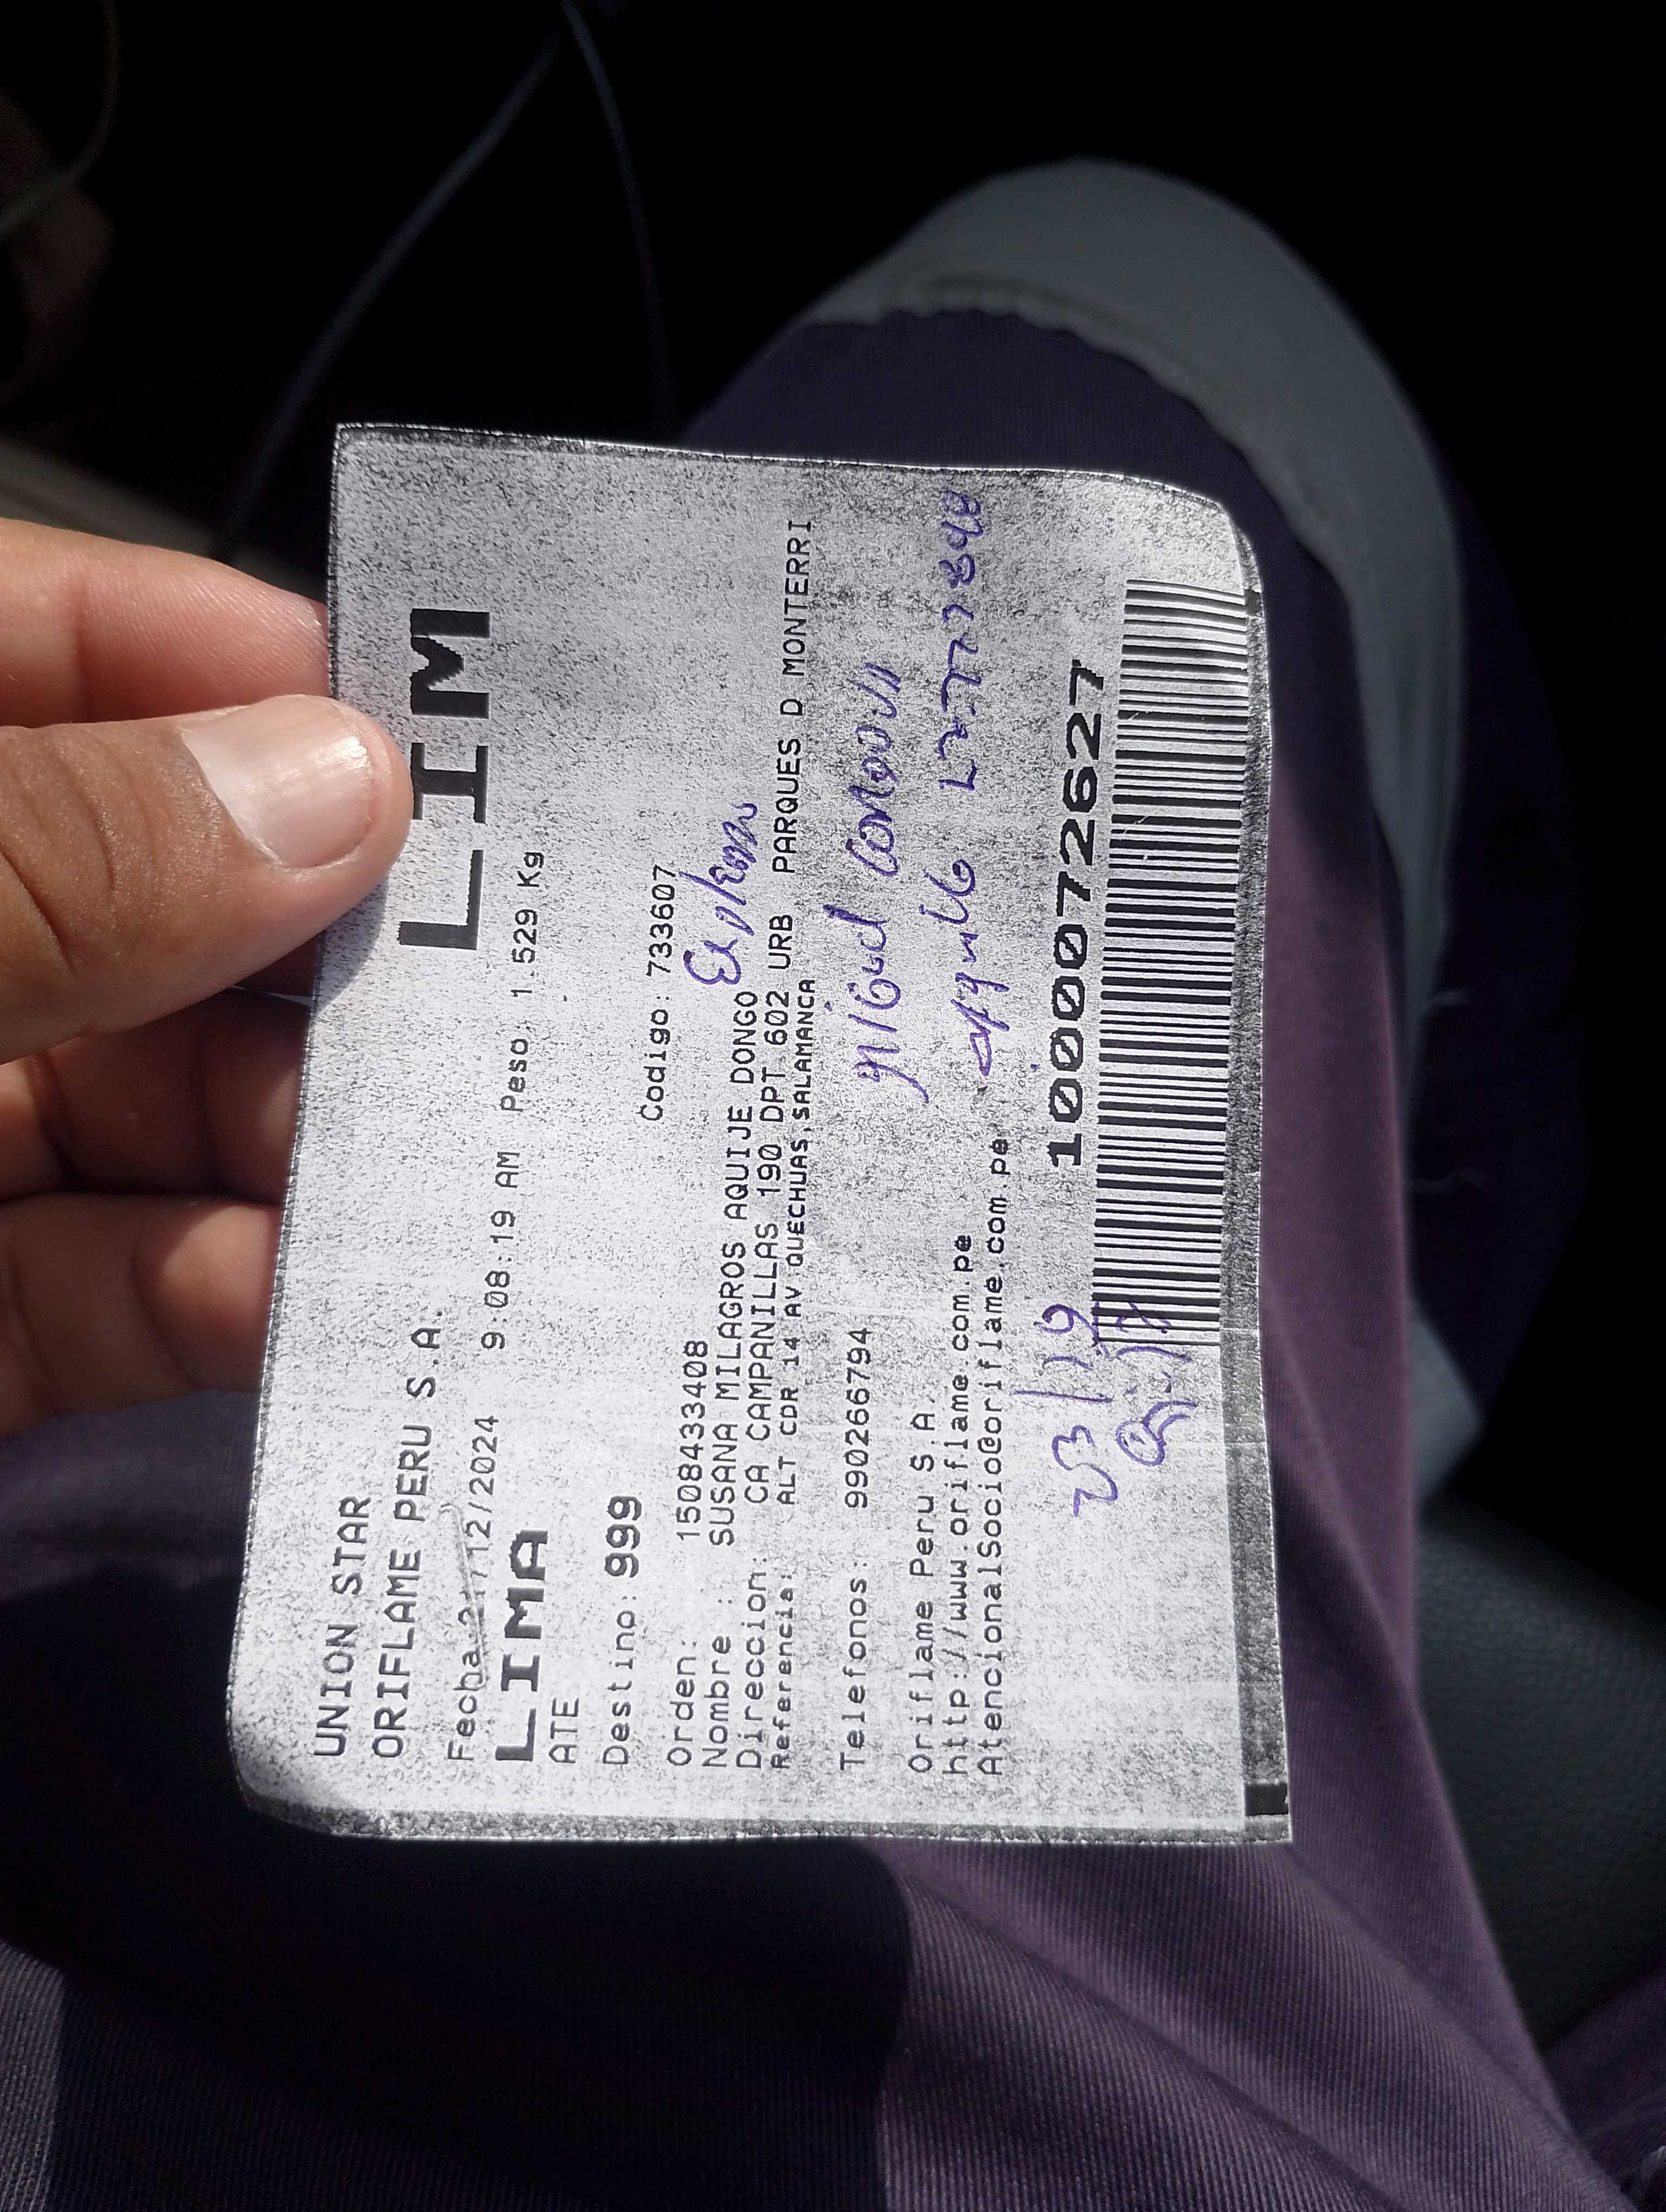 UNION STAR
ORIFLAME PERU S.A.
LIM
Fecha 21/12/2024 9:08:19 AM Peso, 1.529 Kg
LIMA
ATE
Destino: 999
Codigo: 733607
Orden: 1508433408
Nombre : SUSANA MILAGROS AQUIJE DONGO
Direccion: CA CAMPANILLAS 190 DPT 602 URB PARQUES D MONTERRI
Referencia: ALT CDR 14 AV QUECHUAS,SALAMANCA
Telefonos: 990266794
Oriflame Peru S.A.
http://www.oriflame.com.pe
AtencionalSocio@oriflame.com.pe
1000072627